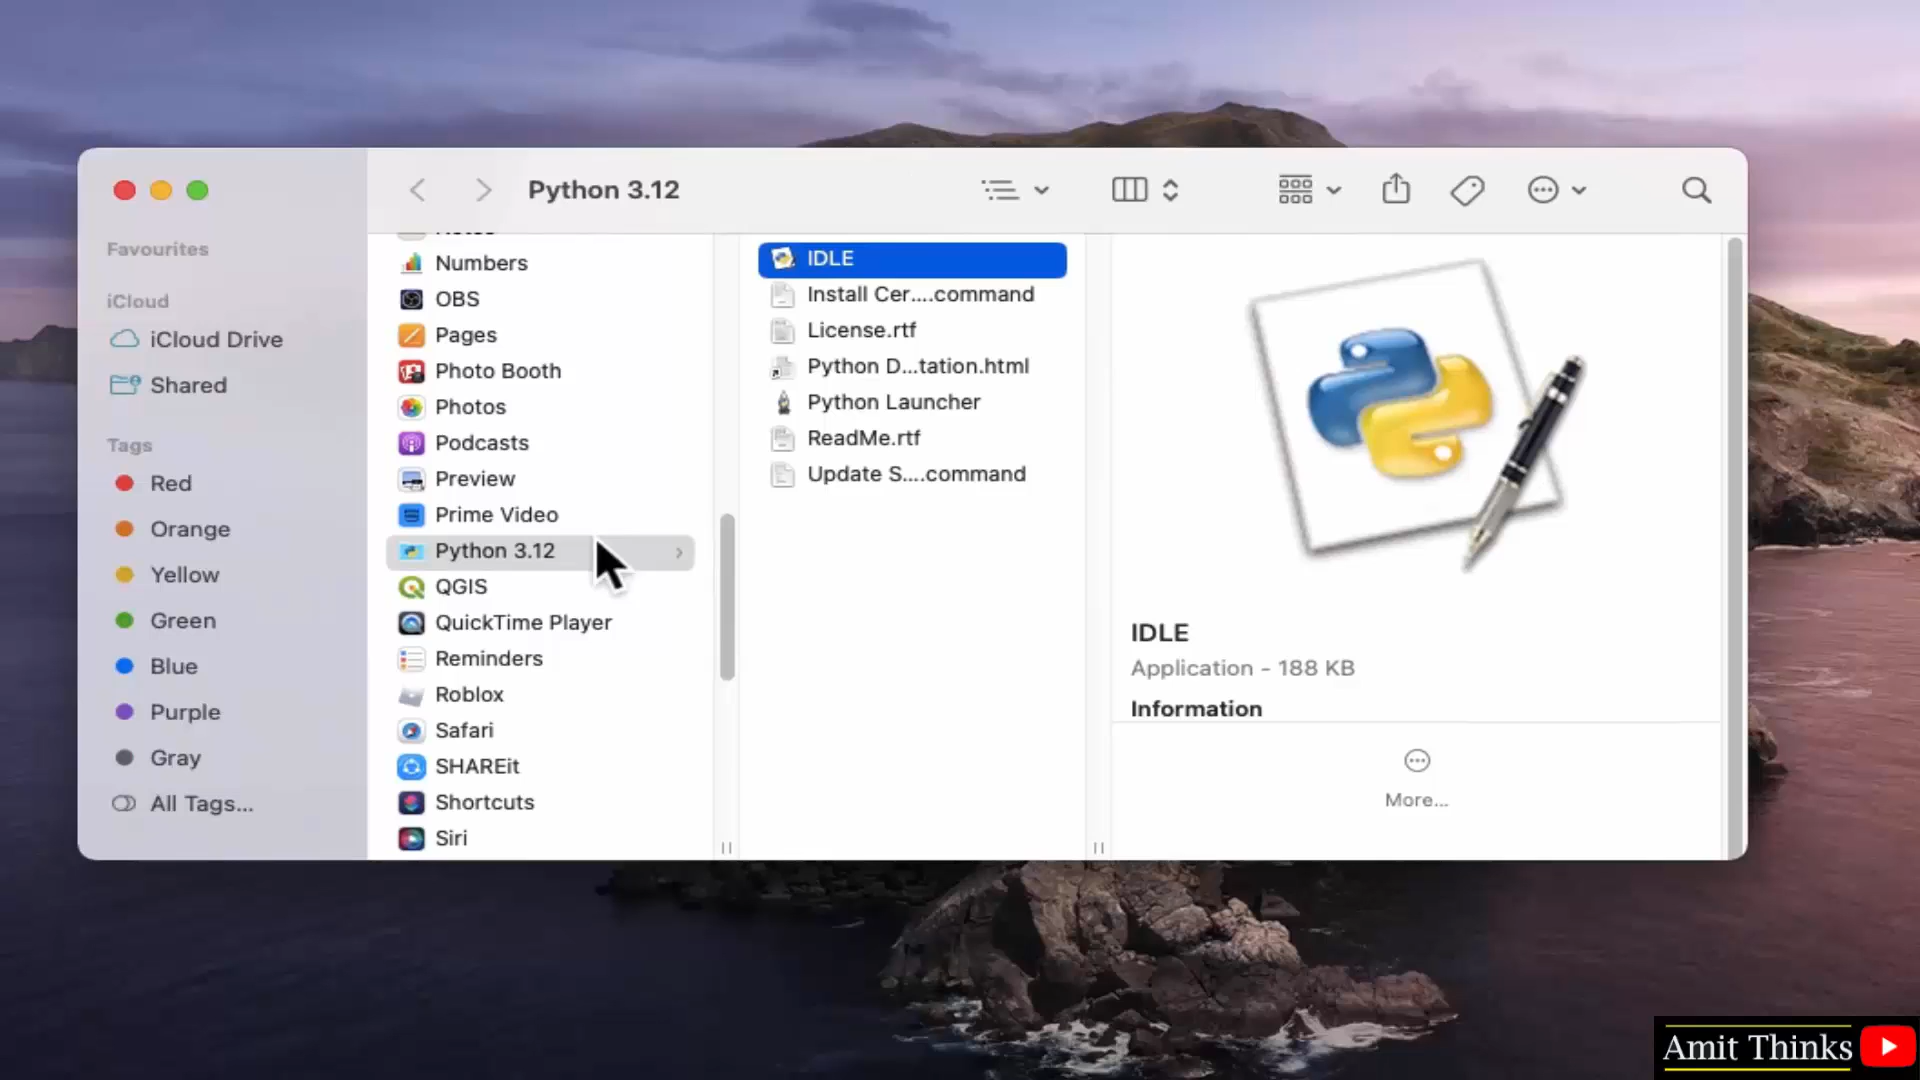 Python 3.12
Favourites
iCloud
iCloud Drive
Shared
Tags
Red
Orange
Yellow
Green
Blue
Purple
Gray
All Tags...
Notes
Numbers
OBS
Pages
Photo Booth
Photos
Podcasts
Preview
Prime Video
Python 3.12
QGIS
QuickTime Player
Reminders
Roblox
Safari
SHAREit
Shortcuts
Siri
IDLE
Install Cer....command
License.rtf
Python D...tation.html
Python Launcher
ReadMe.rtf
Update S....command
IDLE
Application - 188 KB
Information
More...
Amit Thinks